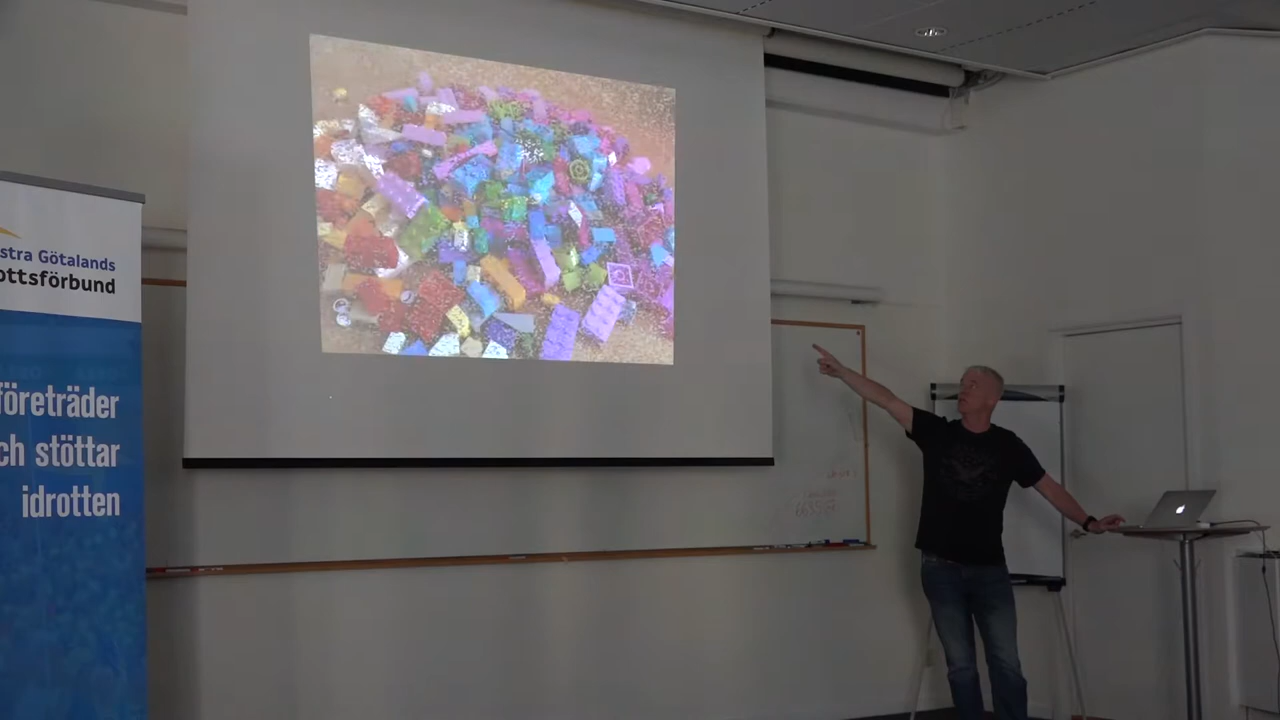 stra Götalands
ottsförbund
företräder
ch stöttar
idrotten